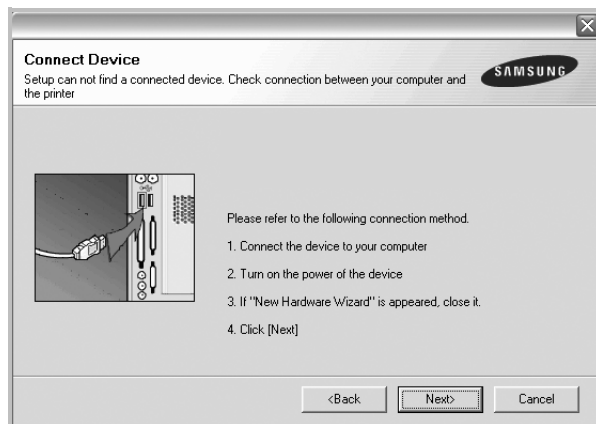 Connect Device
Setup can not find a connected device. Check connection between your computer and
the printer
SAMSUNG
Please refer to the following connection method.
1. Connect the device to your computer
2. Turn on the power of the device
3. If "New Hardware Wizard" is appeared, close it.
4. Click [Next]
<Back
Next>
Cancel